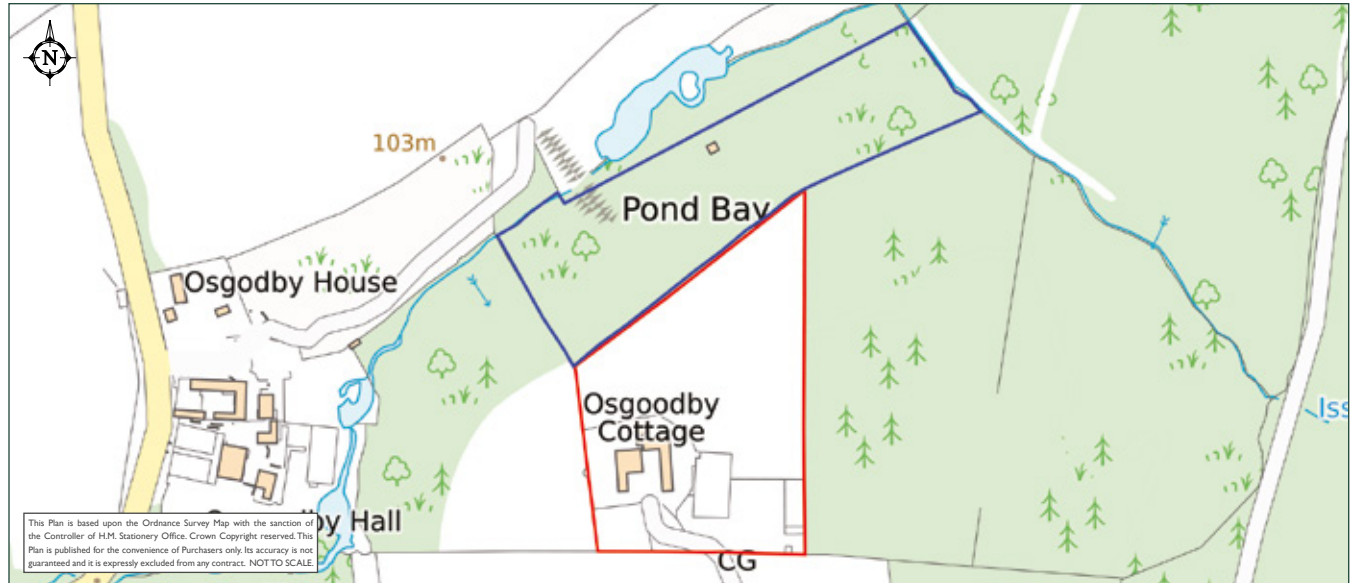 N
103m
Pond Bay
Osgodby House
Osgoodby
Cottage
Iss
by Hall
CG
This Plan is based upon the Ordnance Survey Map with the sanction of
the Controller of H.M. Stationery Office. Crown Copyright reserved. This
Plan is published for the convenience of Purchasers only. Its accuracy is not
guaranteed and it is expressly excluded from any contract. NOT TO SCALE.